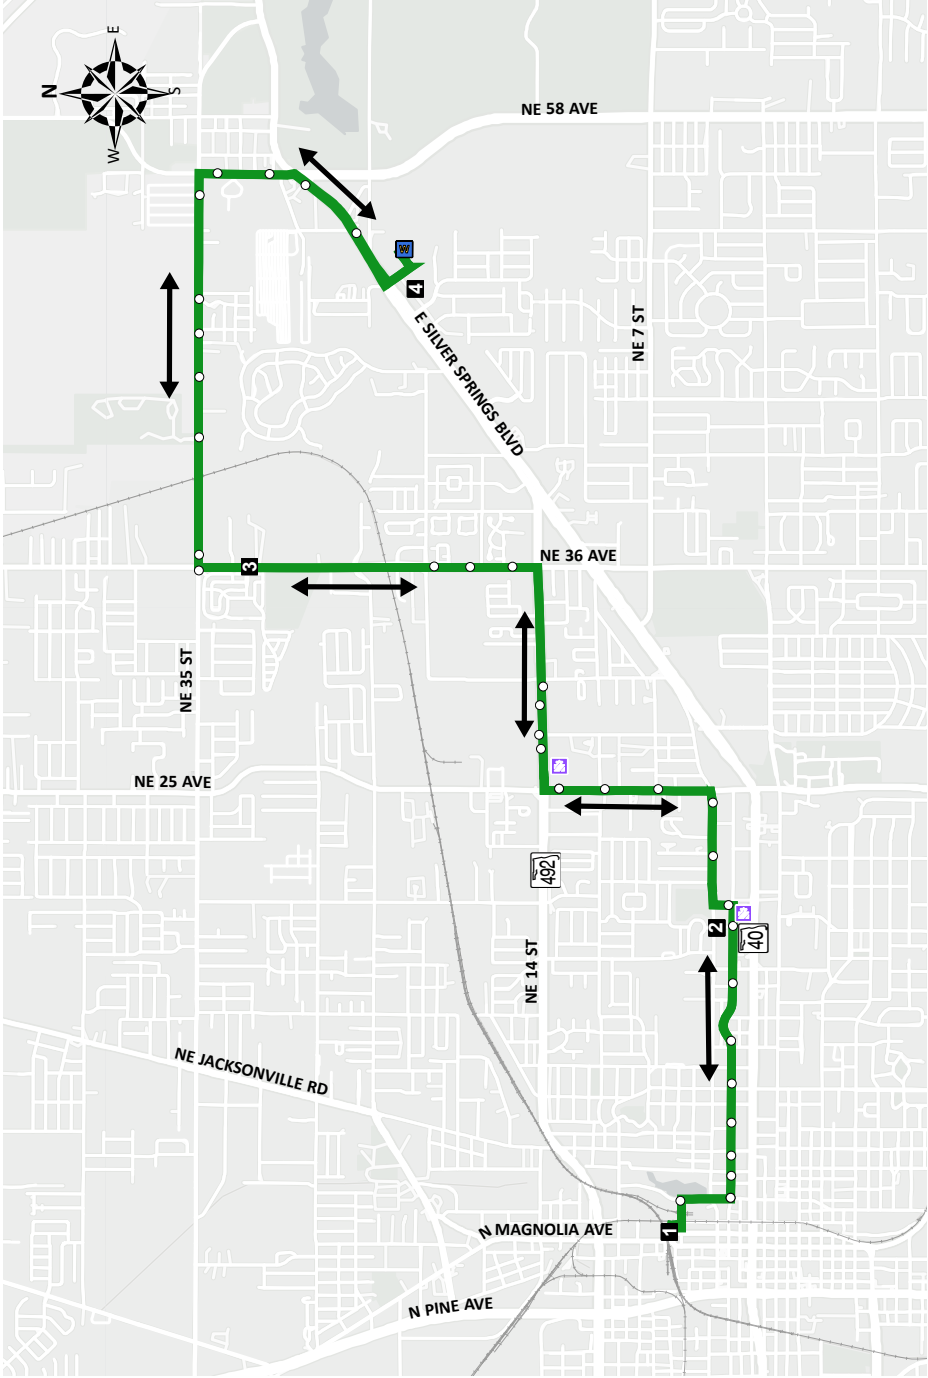 E
N
S
W
NE 58 AVE
W
4
E SILVER SPRINGS BLVD
NE 7 ST
NE 36 AVE
3
NE 35 ST
NE 25 AVE
492
2
40
NE 14 ST
NE JACKSONVILLE RD
1
N MAGNOLIA AVE
N PINE AVE